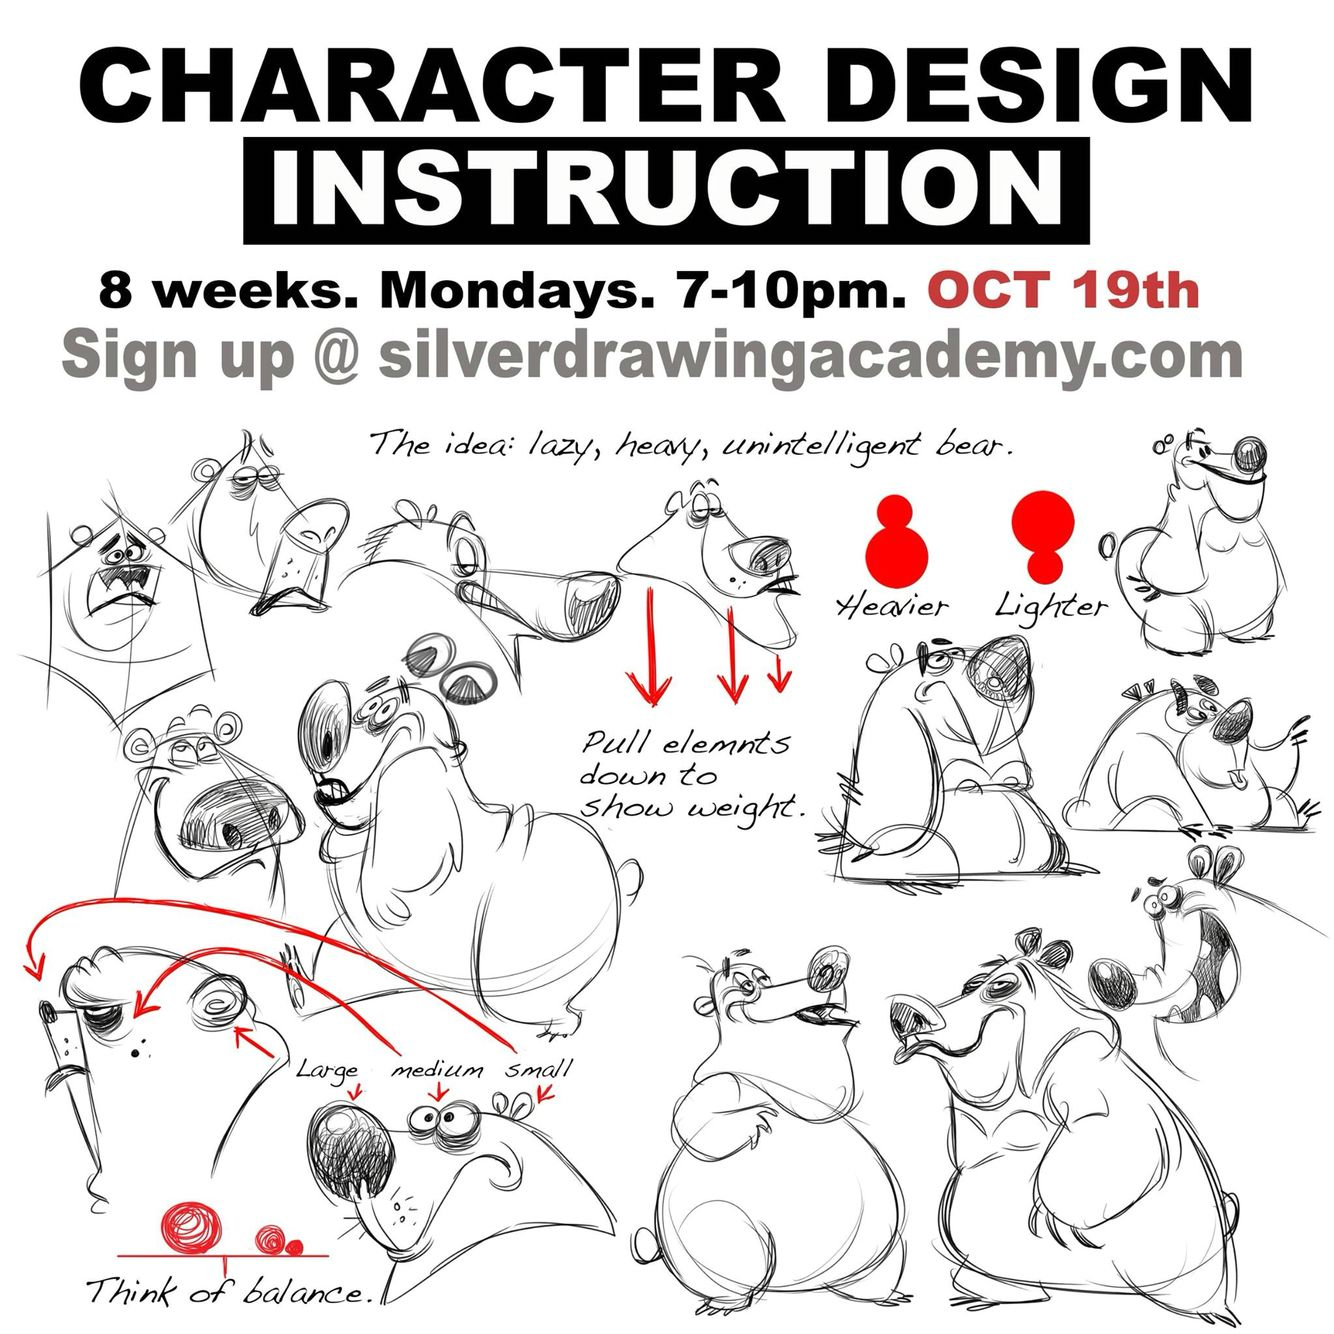 CHARACTER DESIGN
INSTRUCTION
8 weeks. Mondays. 7-10pm. OCT 19th
Sign up @ silverdrawingacademy.com
The idea: lazy, heavy, unintelligent bear.
Heavier
Lighter
Pull elemnts
down to
show weight.
Large medium small
Think of balance.